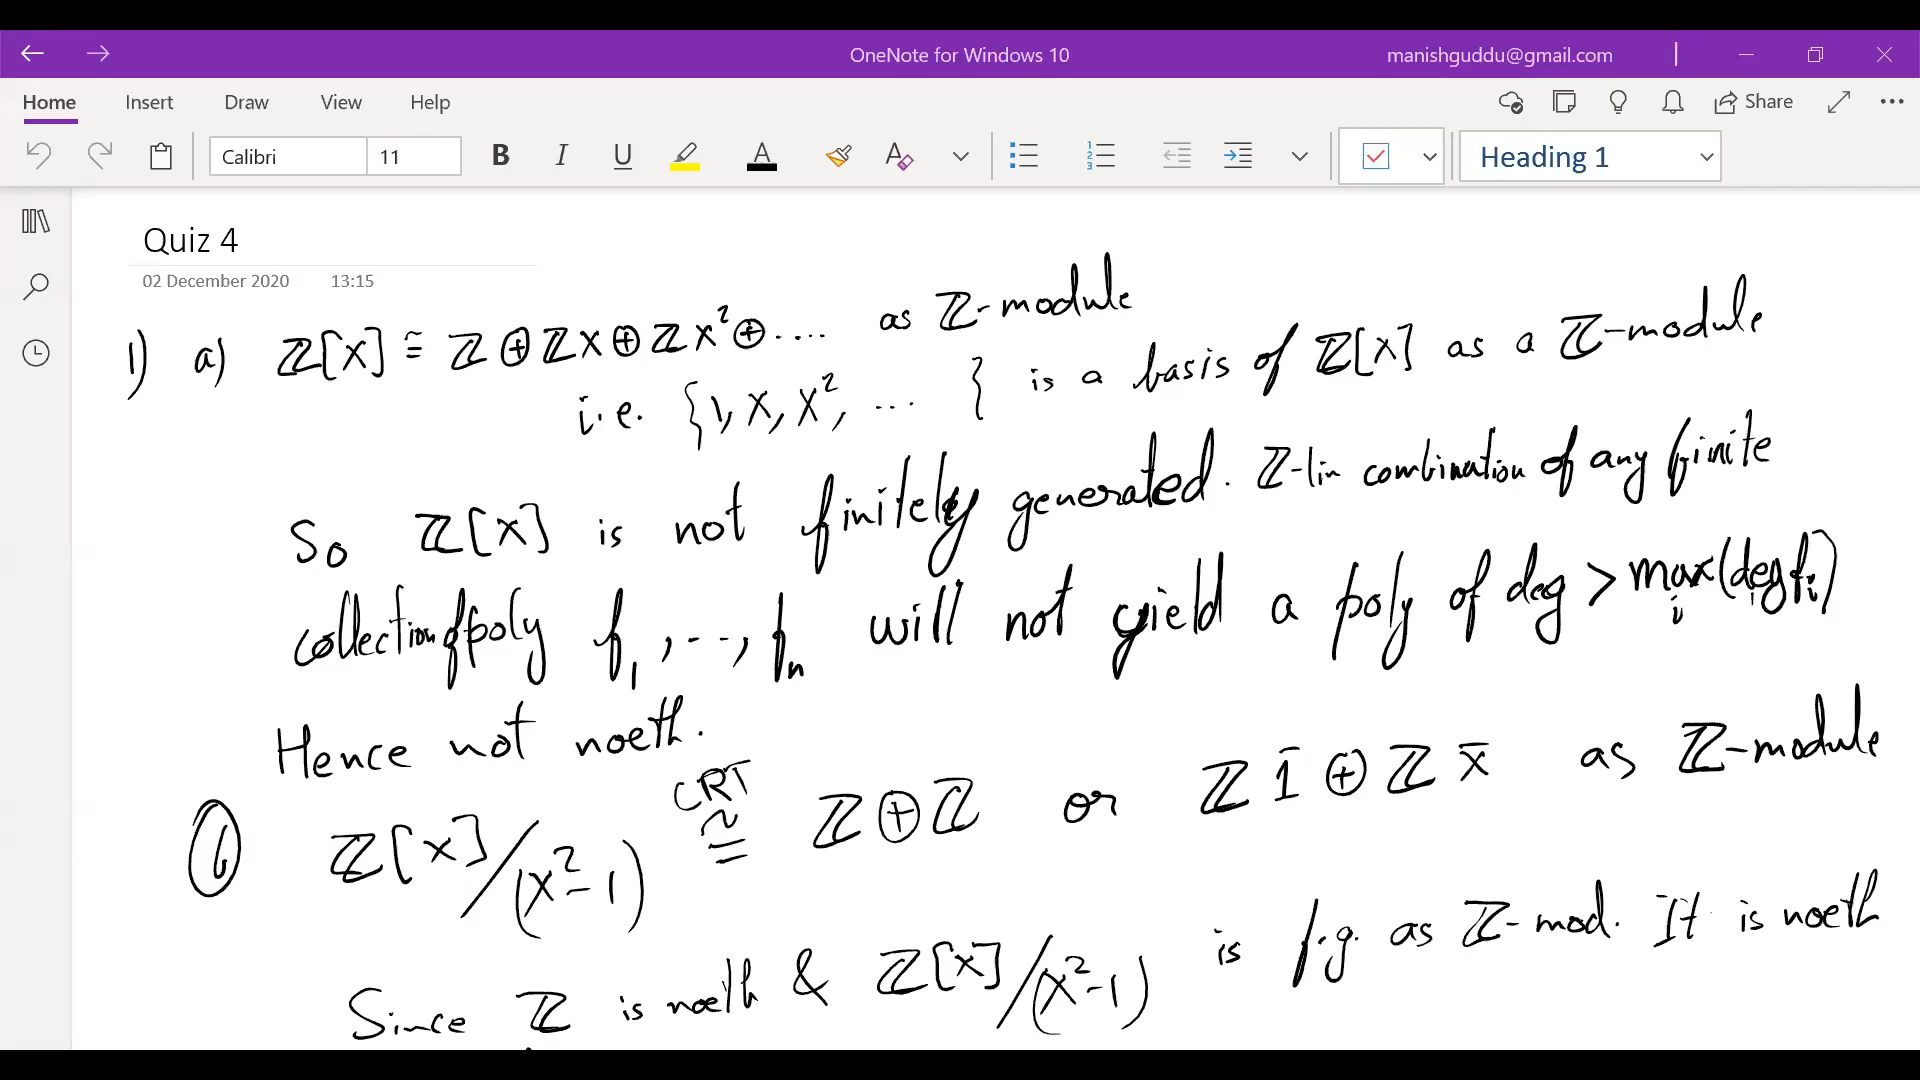 OneNote for Windows 10
manishguddu@gmail.com
Home Insert Draw View Help
Share
Calibri 11 B I U A A
Heading 1
Quiz 4
02 December 2020 13:15
1) a) ℤ[X] ≅ ℤ ⊕ ℤX ⊕ ℤX² ⊕ .... as ℤ-module
i.e. {1, X, X², ... } is a basis of ℤ[X] as a ℤ-module
So ℤ[X] is not finitely generated. ℤ-lin combination of any finite
collection of poly f₁, ..., fₙ will not yield a poly of deg > max(deg fᵢ)
i
Hence not noeth.
CRT
b ℤ[X]/(X²-1) ≅ ℤ ⊕ ℤ or ℤ 1̄ ⊕ ℤ x̄ as ℤ-module
Since ℤ is noeth & ℤ[X]/(X²-1) is f.g. as ℤ-mod. It is noeth